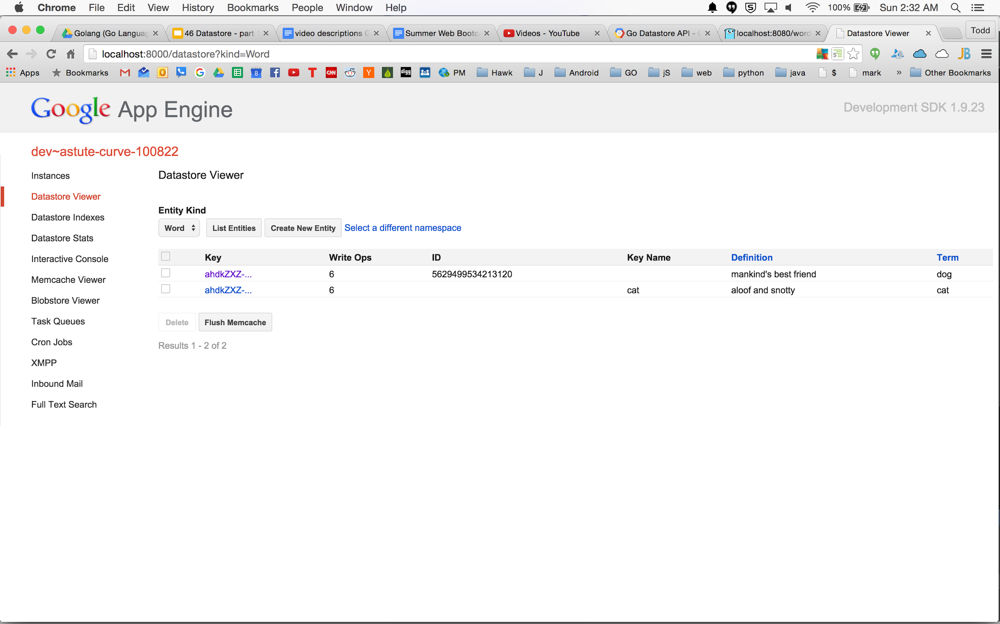 Chrome File Edit View History Bookmarks People Window Help 100% Sun 2:32 AM
Golang (Go Languag 46 Datastore - part 1 video descriptions G Summer Web Bootc Videos - YouTube Go Datastore API - localhost:8080/word Datastore Viewer Todd
localhost:8000/datastore?kind=Word
Apps Bookmarks 8 CNN Y digg PM Hawk J Android GO jS web python java $ mark » Other Bookmarks
Google App Engine Development SDK 1.9.23
dev~astute-curve-100822
Instances
Datastore Viewer
Datastore Indexes
Datastore Stats
Interactive Console
Memcache Viewer
Blobstore Viewer
Task Queues
Cron Jobs
XMPP
Inbound Mail
Full Text Search
Datastore Viewer
Entity Kind
Word List Entities Create New Entity Select a different namespace
Key Write Ops ID Key Name Definition Term
ahdkZXZ-... 6 5629499534213120 mankind's best friend dog
ahdkZXZ-... 6 cat aloof and snotty cat
Delete Flush Memcache
Results 1 - 2 of 2